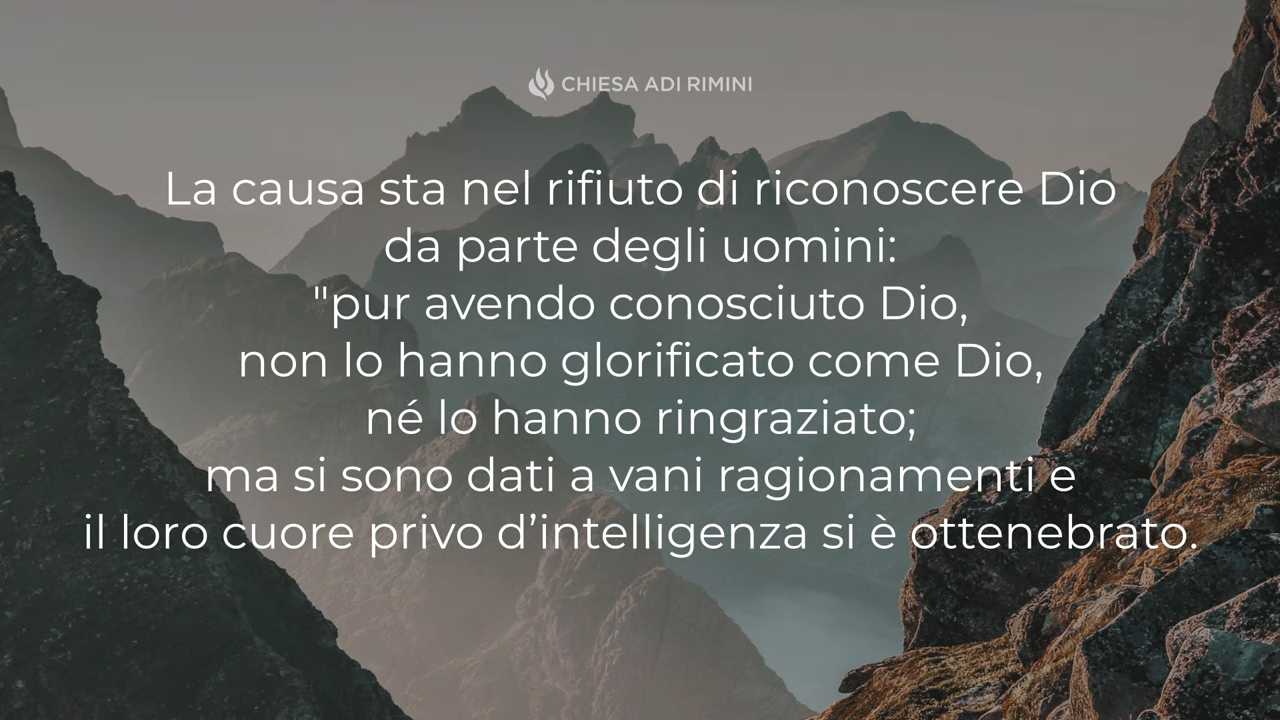 CHIESA ADI RIMINI
La causa sta nel rifiuto di riconoscere Dio
da parte degli uomini:
"pur avendo conosciuto Dio,
non lo hanno glorificato come Dio,
né lo hanno ringraziato;
ma si sono dati a vani ragionamenti e
il loro cuore privo d’intelligenza si è ottenebrato.